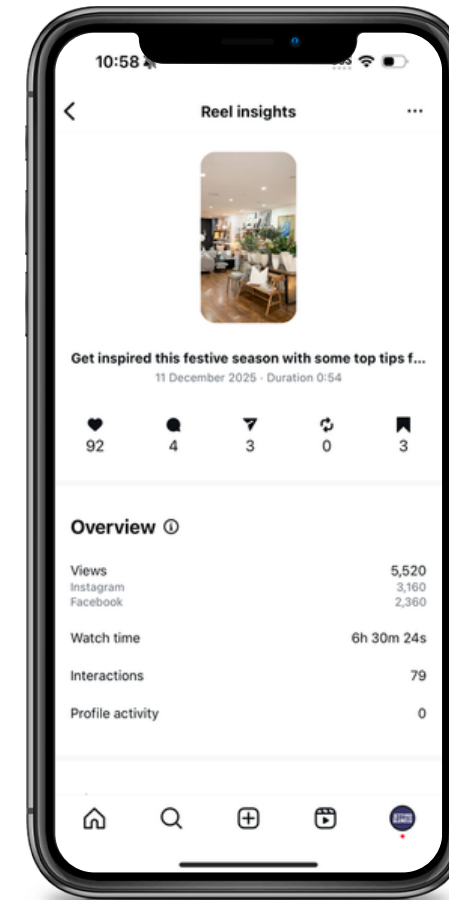 10:58
Reel insights
Get inspired this festive season with some top tips f...
11 December 2025 · Duration 0:54
92 4 3 0 3
Overview
Views 5,520
Instagram 3,160
Facebook 2,360
Watch time 6h 30m 24s
Interactions 79
Profile activity 0